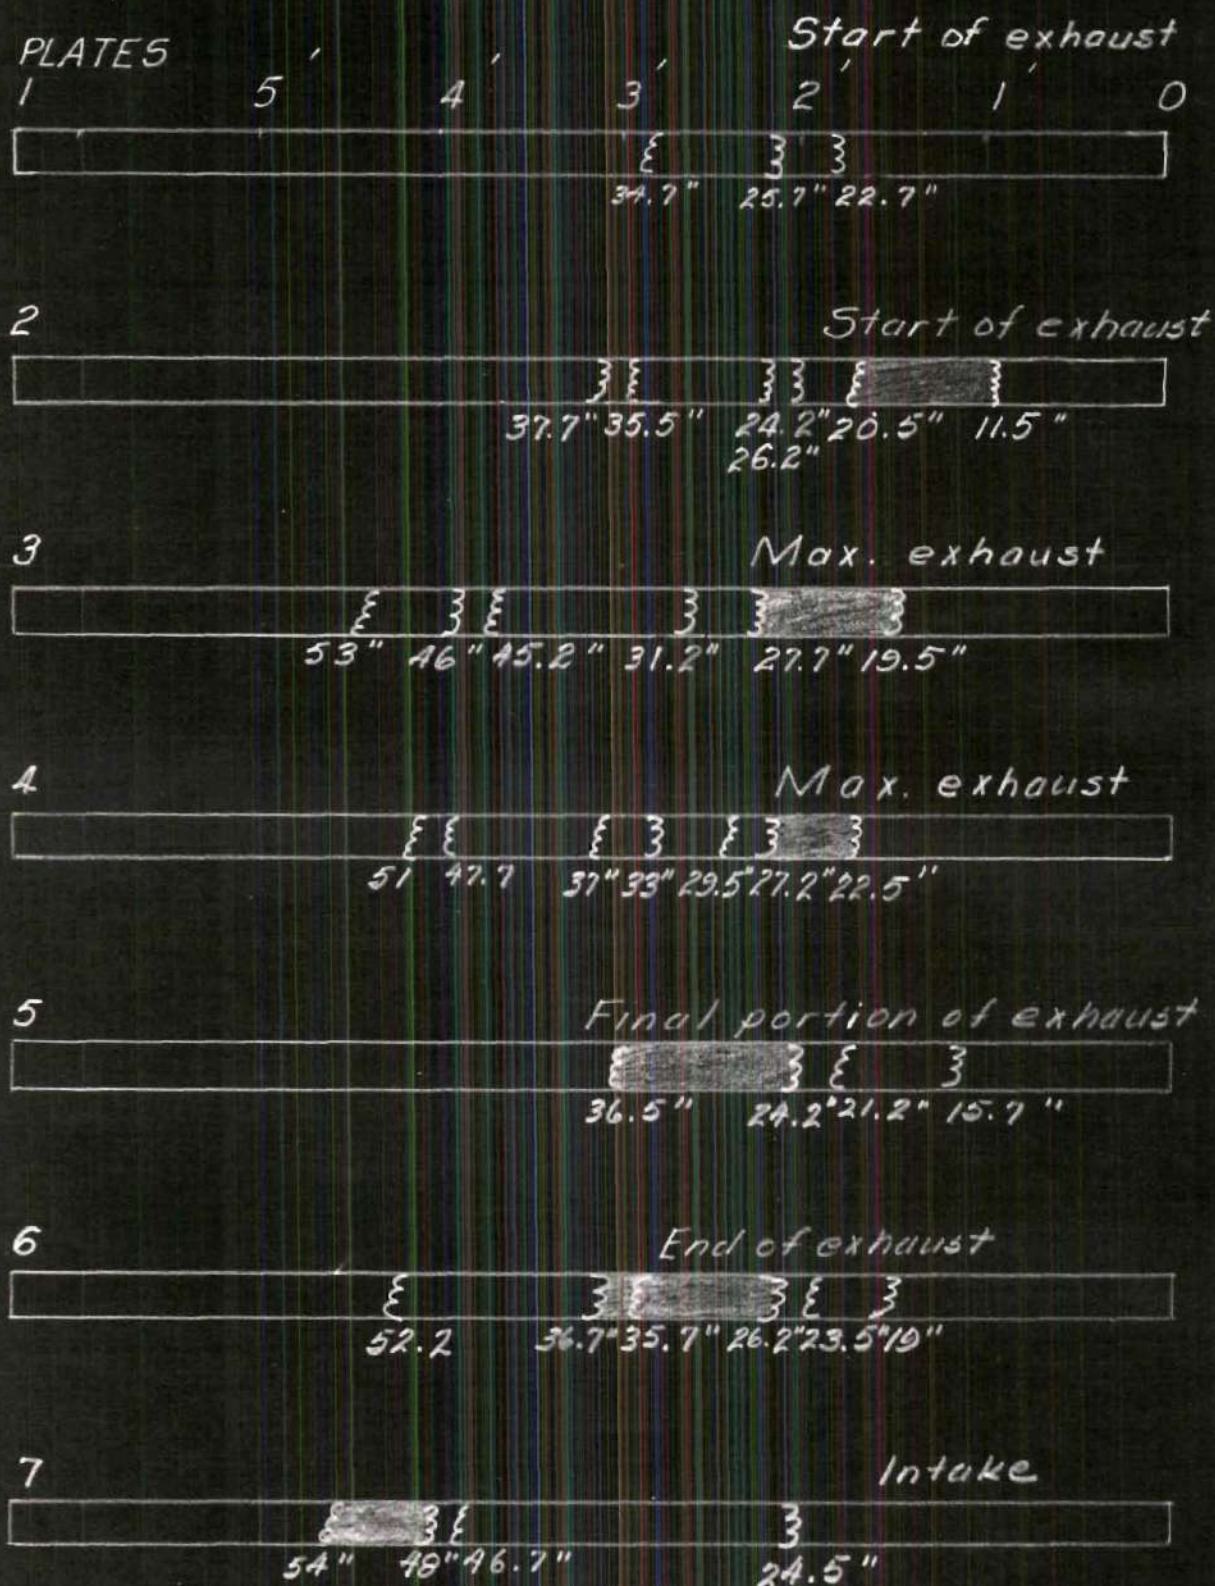 Start of exhaust
PLATES
1 5' 4' 3' 2' 1' 0
34.7" 25.7" 22.7"
2
Start of exhaust
37.7" 35.5" 24.2" 20.5" 11.5"
26.2"
3
Max. exhaust
53" 46" 45.2" 31.2" 27.7" 19.5"
4
Max. exhaust
51 47.7 37" 33" 29.5" 27.2" 22.5"
5
Final portion of exhaust
36.5" 24.2" 21.2" 15.7"
6
End of exhaust
52.2 36.7" 35.7" 26.2" 23.5" 19"
7
Intake
54" 48" 46.7" 24.5"